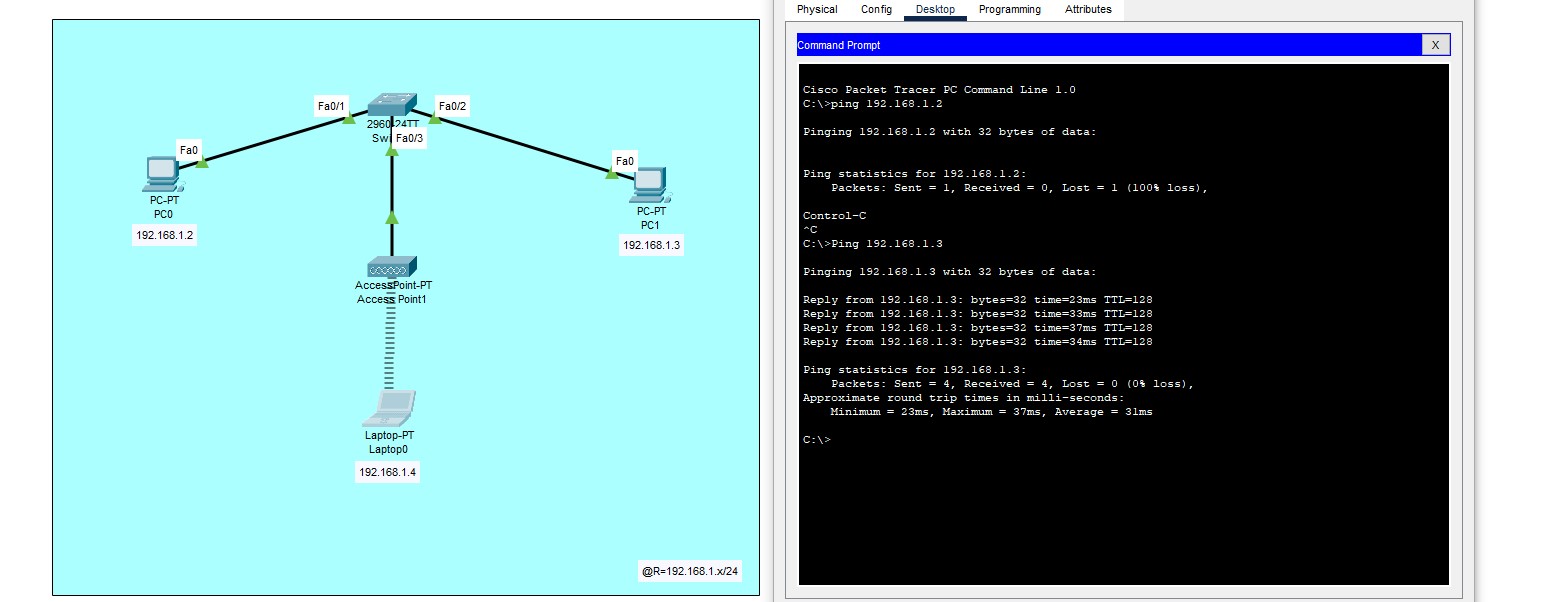 Fa0/1
Fa0/2
2960-24TT
Fa0/3
Fa0
PC-PT
PC0
192.168.1.2
Fa0
PC-PT
PC1
192.168.1.3
AccessPoint-PT
Access Point1
Laptop-PT
Laptop0
192.168.1.4
@R=192.168.1.x/24
Physical Config Desktop Programming Attributes
Command Prompt
X
Cisco Packet Tracer PC Command Line 1.0
C:\>ping 192.168.1.2
Pinging 192.168.1.2 with 32 bytes of data:
Ping statistics for 192.168.1.2:
Packets: Sent = 1, Received = 0, Lost = 1 (100% loss),
Control-C
^C
C:\>Ping 192.168.1.3
Pinging 192.168.1.3 with 32 bytes of data:
Reply from 192.168.1.3: bytes=32 time=23ms TTL=128
Reply from 192.168.1.3: bytes=32 time=33ms TTL=128
Reply from 192.168.1.3: bytes=32 time=37ms TTL=128
Reply from 192.168.1.3: bytes=32 time=34ms TTL=128
Ping statistics for 192.168.1.3:
Packets: Sent = 4, Received = 4, Lost = 0 (0% loss),
Approximate round trip times in milli-seconds:
Minimum = 23ms, Maximum = 37ms, Average = 31ms
C:\>